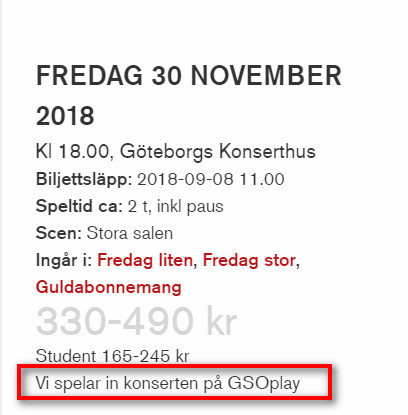 FREDAG 30 NOVEMBER
2018
Kl 18.00, Göteborgs Konserthus
Biljettsläpp: 2018-09-08 11.00
Speltid ca: 2 t, inkl paus
Scen: Stora salen
Ingår i: Fredag liten, Fredag stor,
Guldabonnemang
330-490 kr
Student 165-245 kr
Vi spelar in konserten på GSOplay